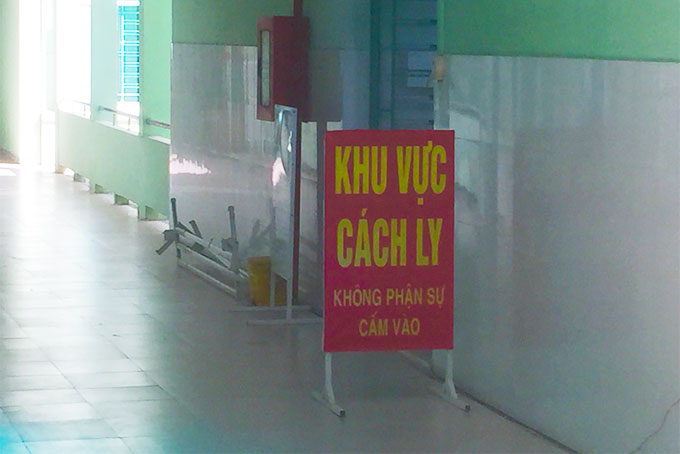 KHU VỰC
CÁCH LY
KHÔNG PHẬN SỰ
CẤM VÀO